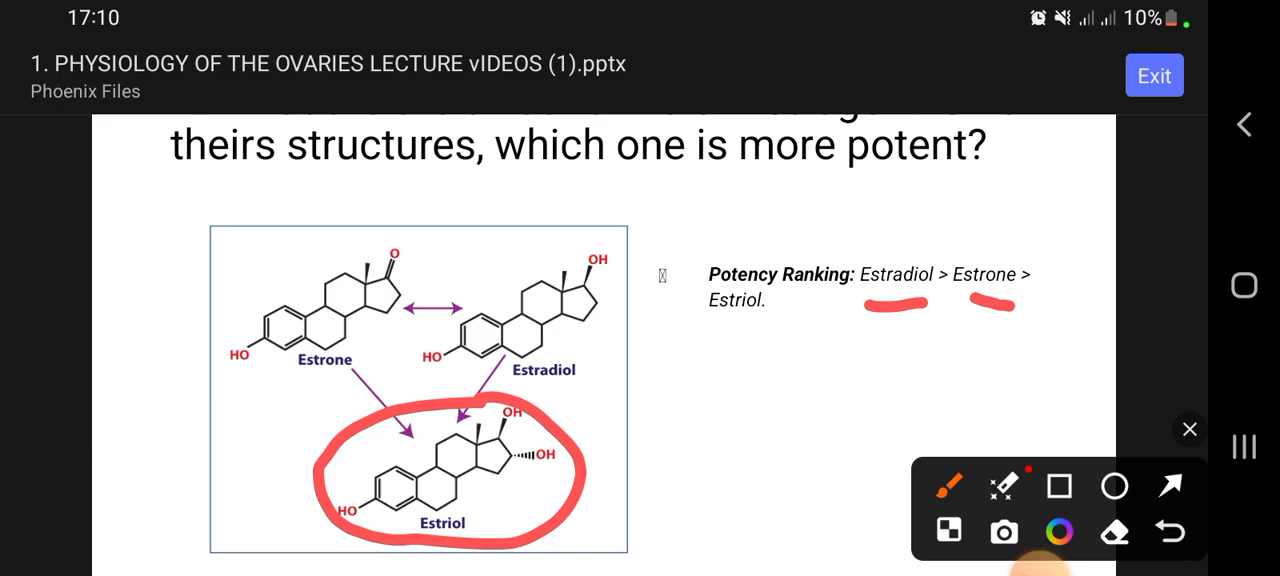 17:10
10%
1. PHYSIOLOGY OF THE OVARIES LECTURE vIDEOS (1).pptx
Phoenix Files
Exit
theirs structures, which one is more potent?
O
OH
HO
Estrone
HO
Estradiol
OH
OH
HO
Estriol
Potency Ranking: Estradiol > Estrone >
Estriol.